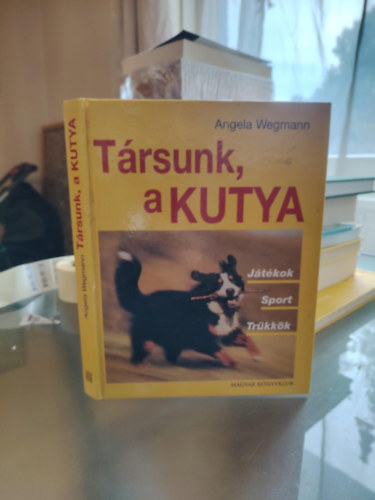 Angela Wegmann
Társunk,
a KUTYA
Játékok
Sport
Trükkök
MAGYAR KÖNYVKLUB
Angela Wegmann Társunk, a KUTYA